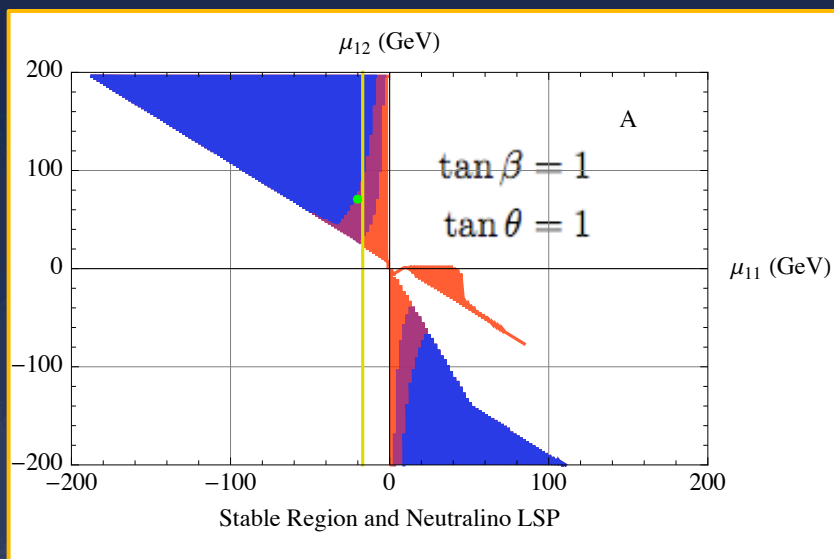 μ₁₂ (GeV)
200
A
tan β = 1
100
tan θ = 1
0
μ₁₁ (GeV)
−100
−200
−200 −100 0 100 200
Stable Region and Neutralino LSP